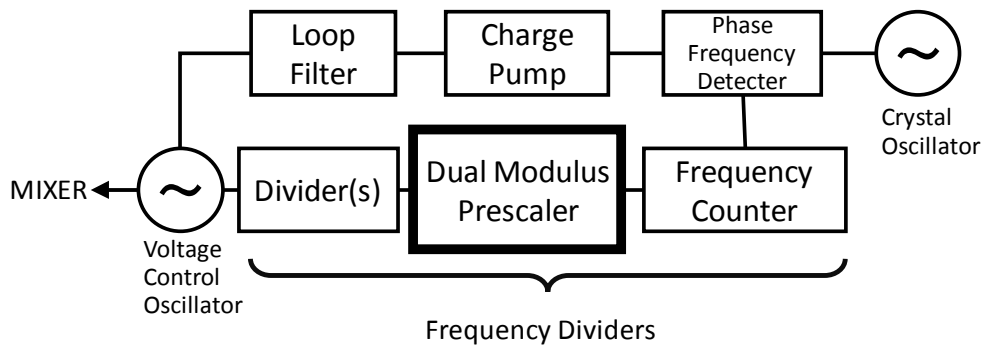 Loop
Filter
Charge
Pump
Phase
Frequency
Detecter
Crystal
Oscillator
MIXER
Voltage
Control
Oscillator
Divider(s)
Dual Modulus
Prescaler
Frequency
Counter
Frequency Dividers